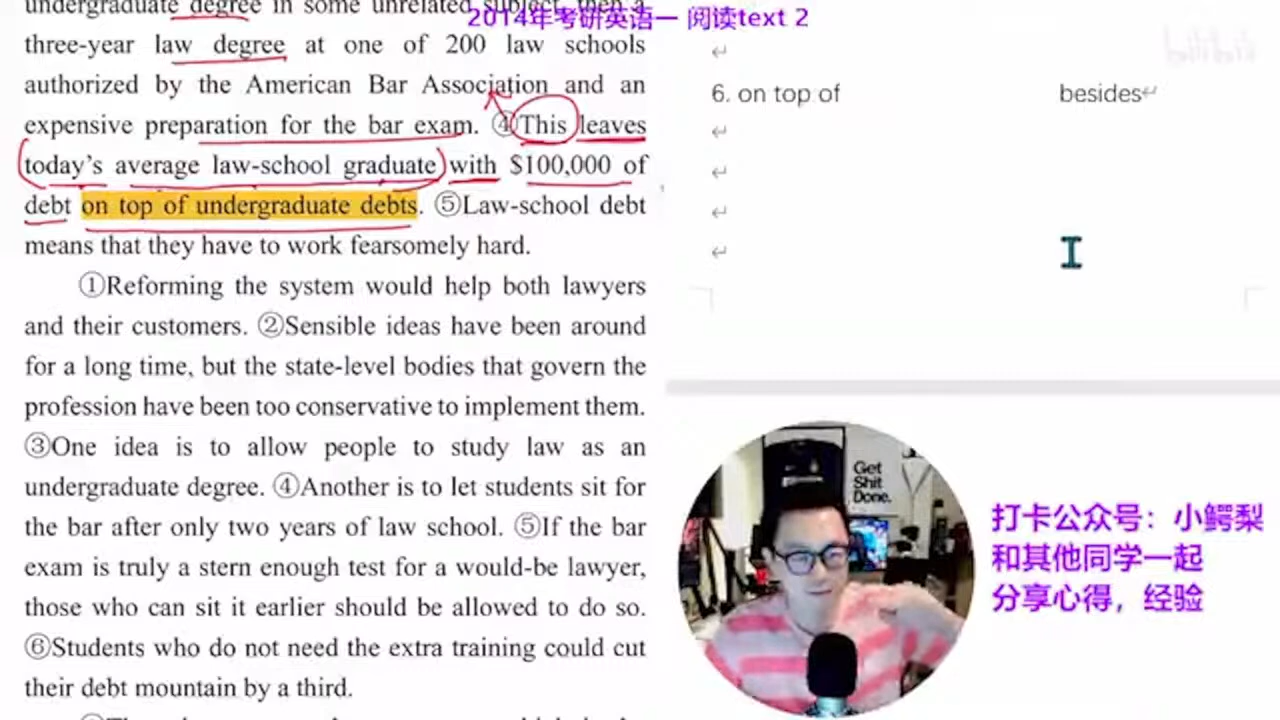 undergraduate degree in some unrelated subject, then a
2014年考研英语一 阅读text 2
three-year law degree at one of 200 law schools
authorized by the American Bar Association and an
expensive preparation for the bar exam. ④This leaves
today's average law-school graduate with $100,000 of
debt on top of undergraduate debts. ⑤Law-school debt
means that they have to work fearsomely hard.
①Reforming the system would help both lawyers
and their customers. ②Sensible ideas have been around
for a long time, but the state-level bodies that govern the
profession have been too conservative to implement them.
③One idea is to allow people to study law as an
undergraduate degree. ④Another is to let students sit for
the bar after only two years of law school. ⑤If the bar
exam is truly a stern enough test for a would-be lawyer,
those who can sit it earlier should be allowed to do so.
⑥Students who do not need the extra training could cut
their debt mountain by a third.
bilibili
6. on top of besides
Get
Shit
Done.
打卡公众号：小鳄梨
和其他同学一起
分享心得，经验